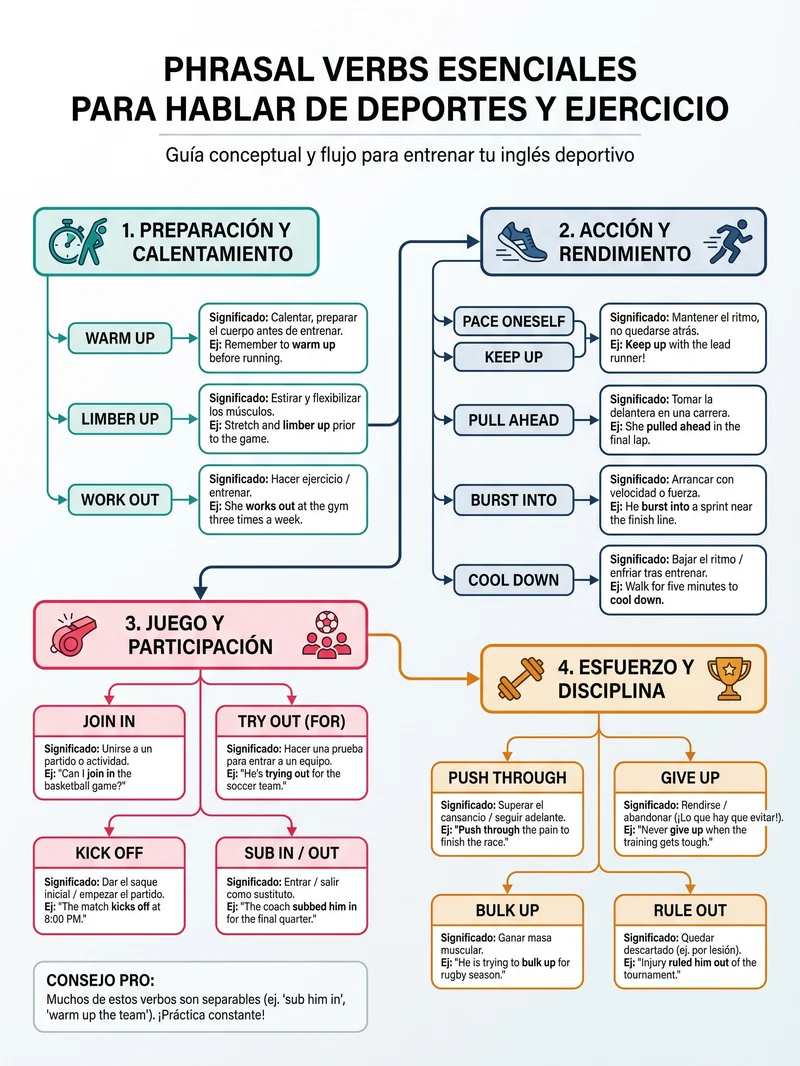 PHRASAL VERBS ESENCIALES
PARA HABLAR DE DEPORTES Y EJERCICIO
Guía conceptual y flujo para entrenar tu inglés deportivo
1. PREPARACIÓN Y
CALENTAMIENTO
WARM UP
Significado: Calentar, preparar
el cuerpo antes de entrenar.
Ej: Remember to warm up
before running.
LIMBER UP
Significado: Estirar y flexibilizar
los músculos.
Ej: Stretch and limber up prior
to the game.
WORK OUT
Significado: Hacer ejercicio /
entrenar.
Ej: She works out at the gym
three times a week.
2. ACCIÓN Y
RENDIMIENTO
PACE ONESELF
KEEP UP
Significado: Mantener el ritmo,
no quedarse atrás.
Ej: Keep up with the lead
runner!
PULL AHEAD
Significado: Tomar la
delantera en una carrera.
Ej: She pulled ahead in the
final lap.
BURST INTO
Significado: Arrancar con
velocidad o fuerza.
Ej: He burst into a sprint near
the finish line.
COOL DOWN
Significado: Bajar el ritmo /
enfriar tras entrenar.
Ej: Walk for five minutes to
cool down.
3. JUEGO Y
PARTICIPACIÓN
JOIN IN
Significado: Unirse a un
partido o actividad.
Ej: "Can I join in the
basketball game?"
TRY OUT (FOR)
Significado: Hacer una prueba
para entrar a un equipo.
Ej: "He's trying out for the
soccer team."
KICK OFF
Significado: Dar el saque
inicial / empezar el partido.
Ej: "The match kicks off at
8:00 PM."
SUB IN / OUT
Significado: Entrar / salir
como sustituto.
Ej: "The coach subbed him in
for the final quarter."
4. ESFUERZO Y
DISCIPLINA
PUSH THROUGH
Significado: Superar el
cansancio / seguir adelante.
Ej: "Push through the pain to
finish the race."
GIVE UP
Significado: Rendirse /
abandonar (¡Lo que hay que evitar!).
Ej: "Never give up when the
training gets tough."
BULK UP
Significado: Ganar masa
muscular.
Ej: "He is trying to bulk up for
rugby season."
RULE OUT
Significado: Quedar
descartado (ej. por lesión).
Ej: "Injury ruled him out of the
tournament."
CONSEJO PRO:
Muchos de estos verbos son separables (ej. 'sub him in',
'warm up the team'). ¡Práctica constante!